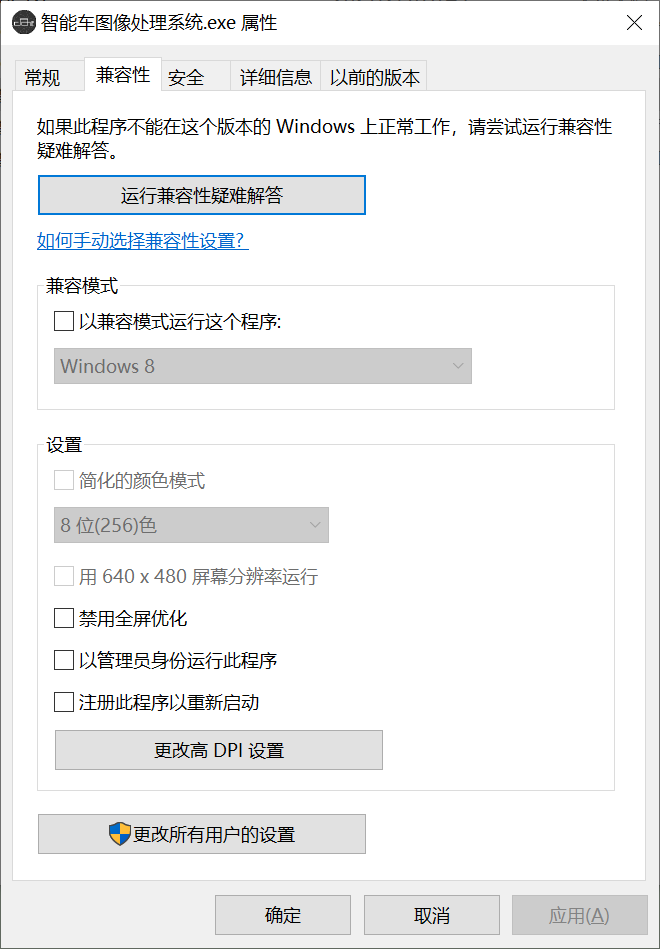 智能车图像处理系统.exe 属性
常规
兼容性
安全
详细信息
以前的版本
如果此程序不能在这个版本的 Windows 上正常工作，请尝试运行兼容性
疑难解答。
运行兼容性疑难解答
如何手动选择兼容性设置？
兼容模式
以兼容模式运行这个程序:
Windows 8
设置
简化的颜色模式
8 位(256)色
用 640 x 480 屏幕分辨率运行
禁用全屏优化
以管理员身份运行此程序
注册此程序以重新启动
更改高 DPI 设置
更改所有用户的设置
确定
取消
应用(A)